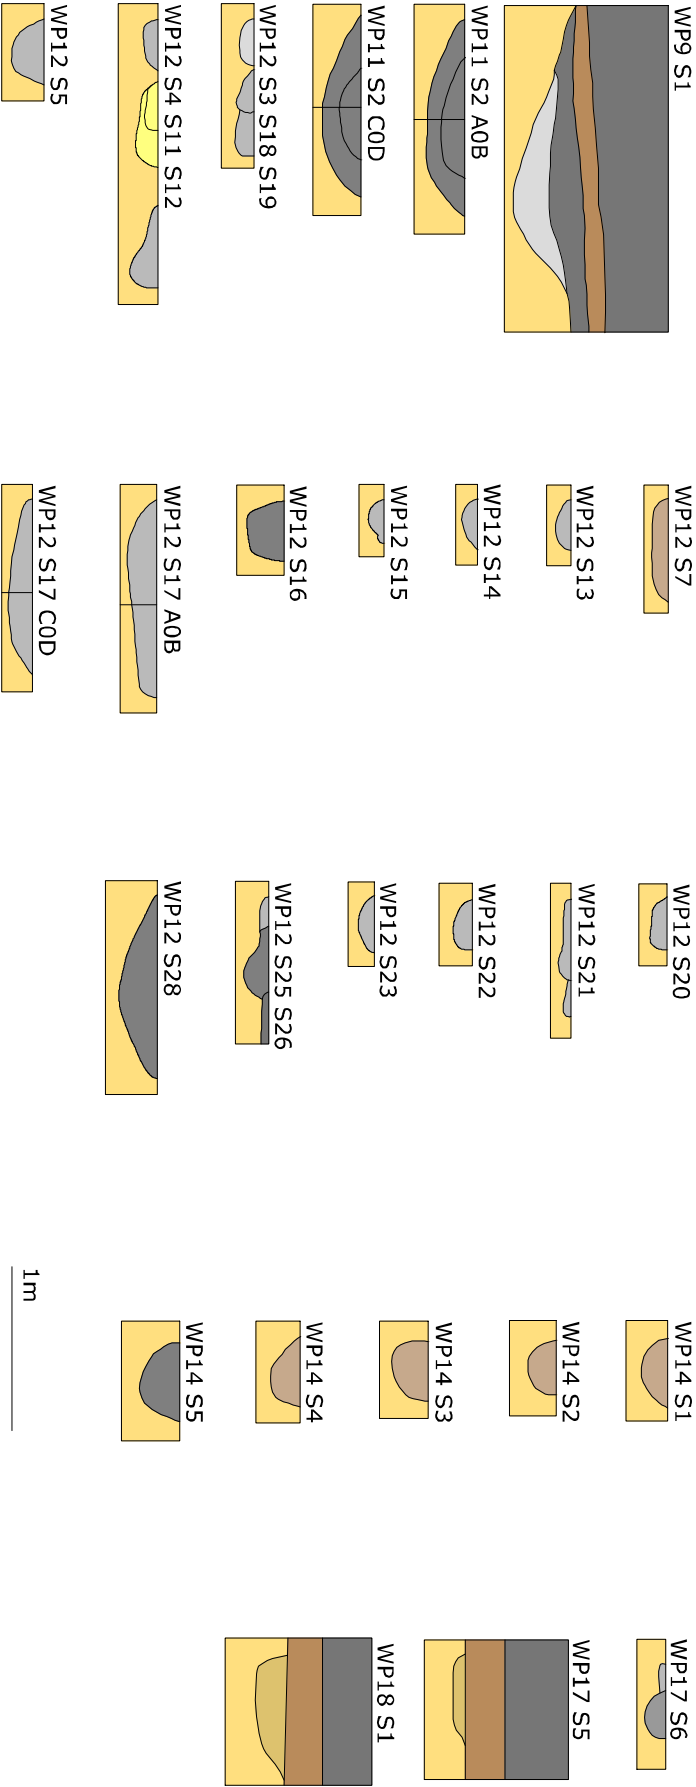 WP9 S1
WP11 S2 A0B
WP11 S2 C0D
WP12 S3 S18 S19
WP12 S4 S11 S12
WP12 S5
WP12 S7
WP12 S13
WP12 S14
WP12 S15
WP12 S16
WP12 S17 A0B
WP12 S17 C0D
WP12 S20
WP12 S21
WP12 S22
WP12 S23
WP12 S25 S26
WP12 S28
WP14 S1
WP14 S2
WP14 S3
WP14 S4
WP14 S5
1m
WP17 S6
WP17 S5
WP18 S1